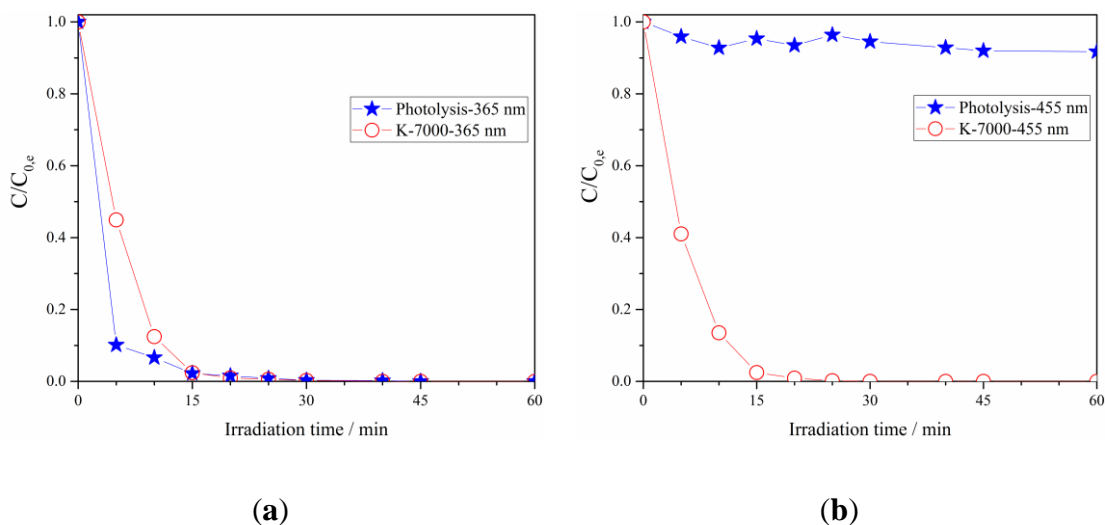 1.0
0.8
0.6
0.4
0.2
0.0
C/C0,e
Photolysis-365 nm
K-7000-365 nm
0 15 30 45 60
Irradiation time / min
(a)
1.0
0.8
0.6
0.4
0.2
0.0
C/C0,e
Photolysis-455 nm
K-7000-455 nm
0 15 30 45 60
Irradiation time / min
(b)